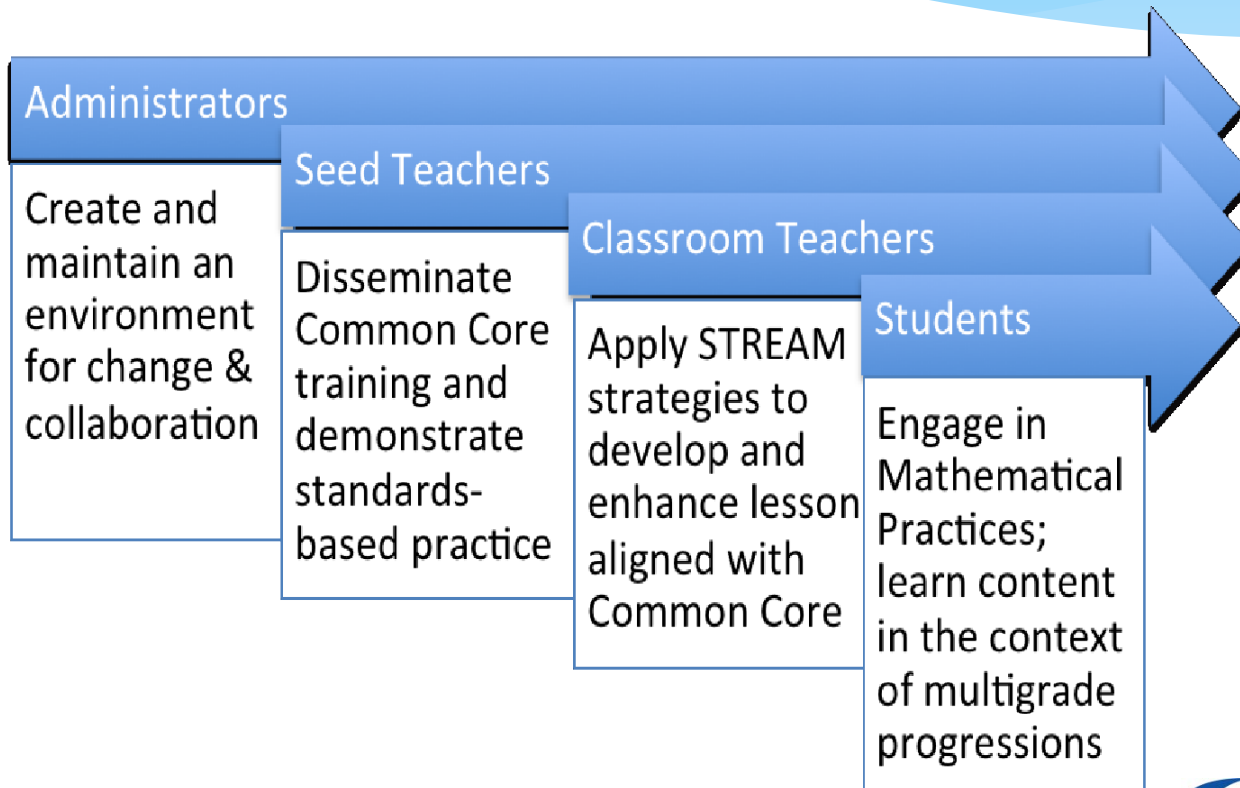 Administrators
Create and
maintain an
environment
for change &
collaboration
Seed Teachers
Disseminate
Common Core
training and
demonstrate
standards-
based practice
Classroom Teachers
Apply STREAM
strategies to
develop and
enhance lesson
aligned with
Common Core
Students
Engage in
Mathematical
Practices;
learn content
in the context
of multigrade
progressions